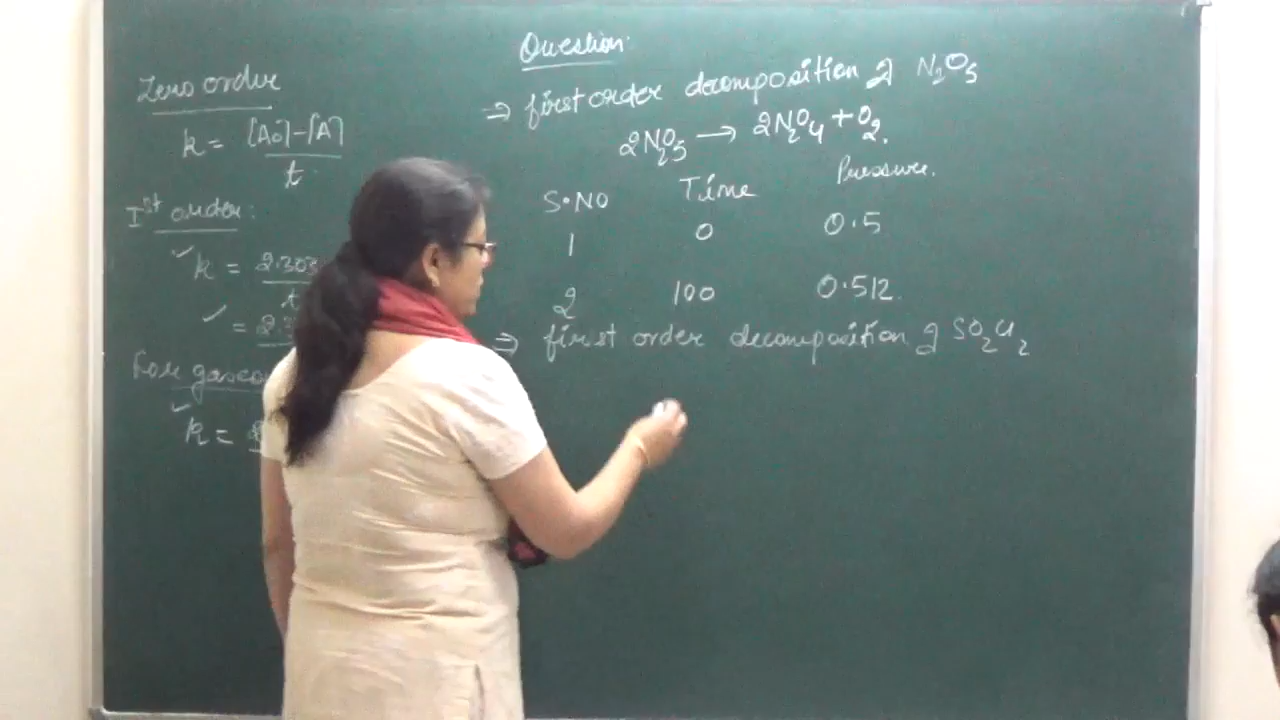 Zero order
k = [A0] - [A]
t
Ist order:
k = 2.303
t
= 2.3
For gaseou
k =
Question.
⇒ first order decomposition of N2O5
2N2O5 → 2N2O4 + O2.
S.NO Time Pressure.
1 0 0.5
2 100 0.512.
⇒ first order decomposition of SO2Cl2